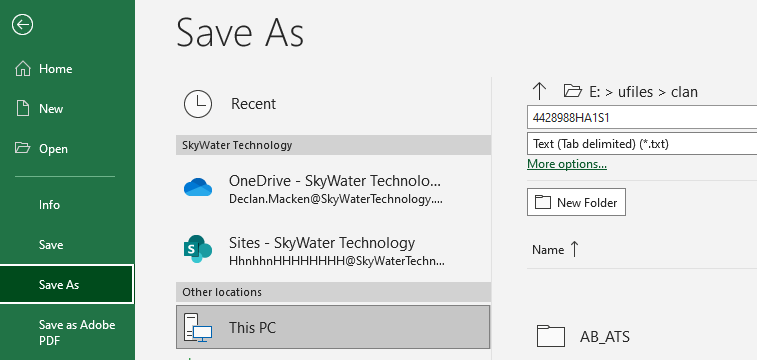 Save As
Home
New
Open
Info
Save
Save As
Save as Adobe
PDF
Recent
SkyWater Technology
OneDrive - SkyWater Technolo...
Declan.Macken@SkyWaterTechnology....
Sites - SkyWater Technology
HhnhhnHHHHHHHH@SkyWaterTechn...
Other locations
This PC
E: > ufiles > clan
4428988HA1S1
Text (Tab delimited) (*.txt)
More options...
New Folder
Name
AB_ATS